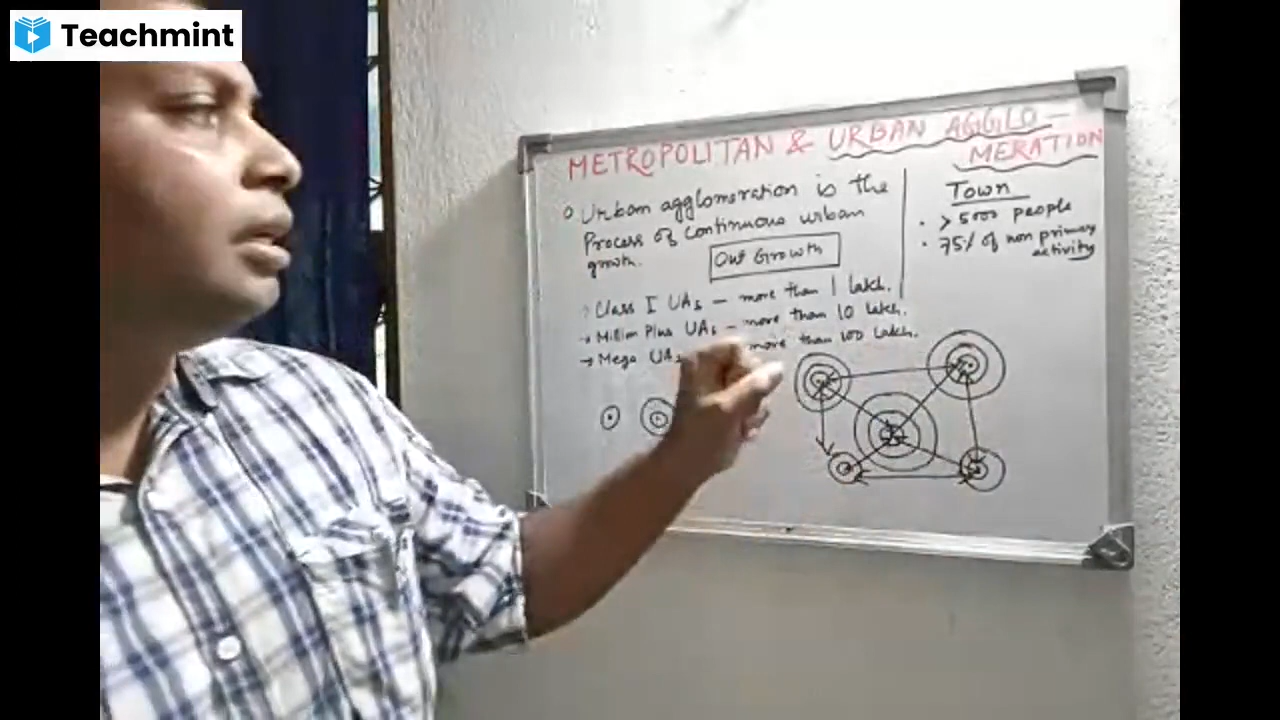 Teachmint
METROPOLITAN & URBAN AGGLO-
MERATION
Urban agglomeration is the
Process of continuous urban
growth.
Out Growth
Town
> 5000 people
75% of non primary
activity
Class I UAs - more than 1 lakh.
→ Million Plus UAs - more than 10 lakh.
→ Mega UAs more than 100 lakh.